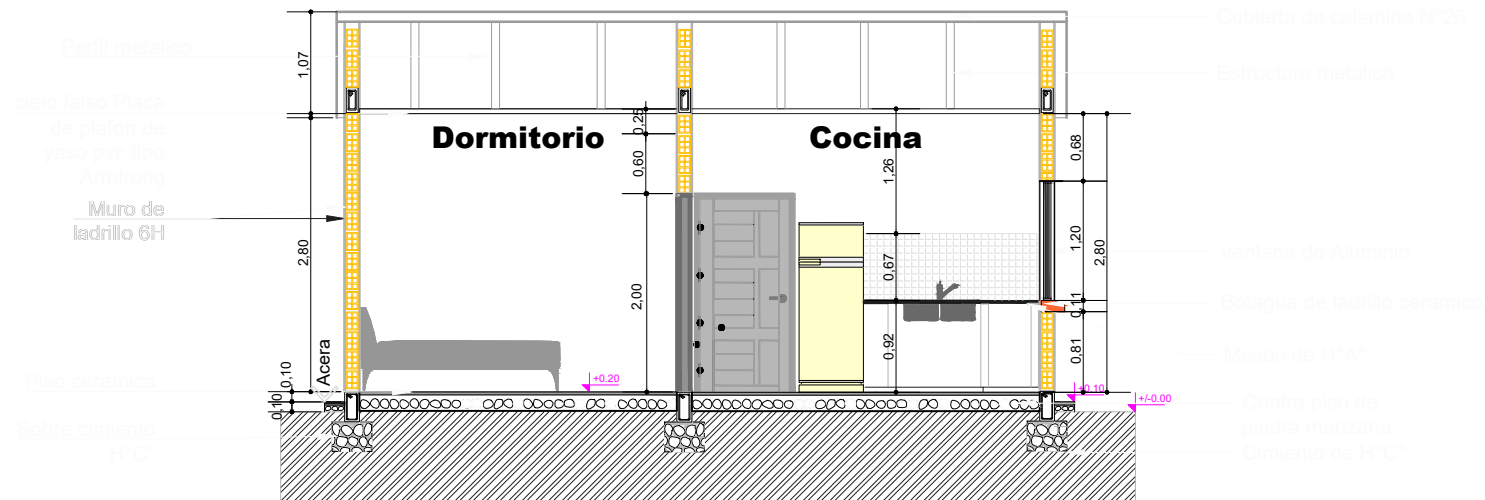 Cubierta de calamina N°26
Perfil metalico
Estructura metalica
1,07
cielo falso Placa
de plafon de
yaso pvc tipo
Armtrong
Dormitorio
Cocina
0,25
0,60
1,26
0,68
Muro de
ladrillo 6H
2,80
2,00
0,67
1,20
2,80
ventana de Aluminio
Botagua de ladrillo ceramico
0,11
0,92
0,81
Meson de H°A°
Acera
0,10
0,10
Piso ceramica
+0.20
+0.10
+/-0.00
Contra piso de
piedra manzana
Sobre cimiento
H°C°
Cimiento de H°C°